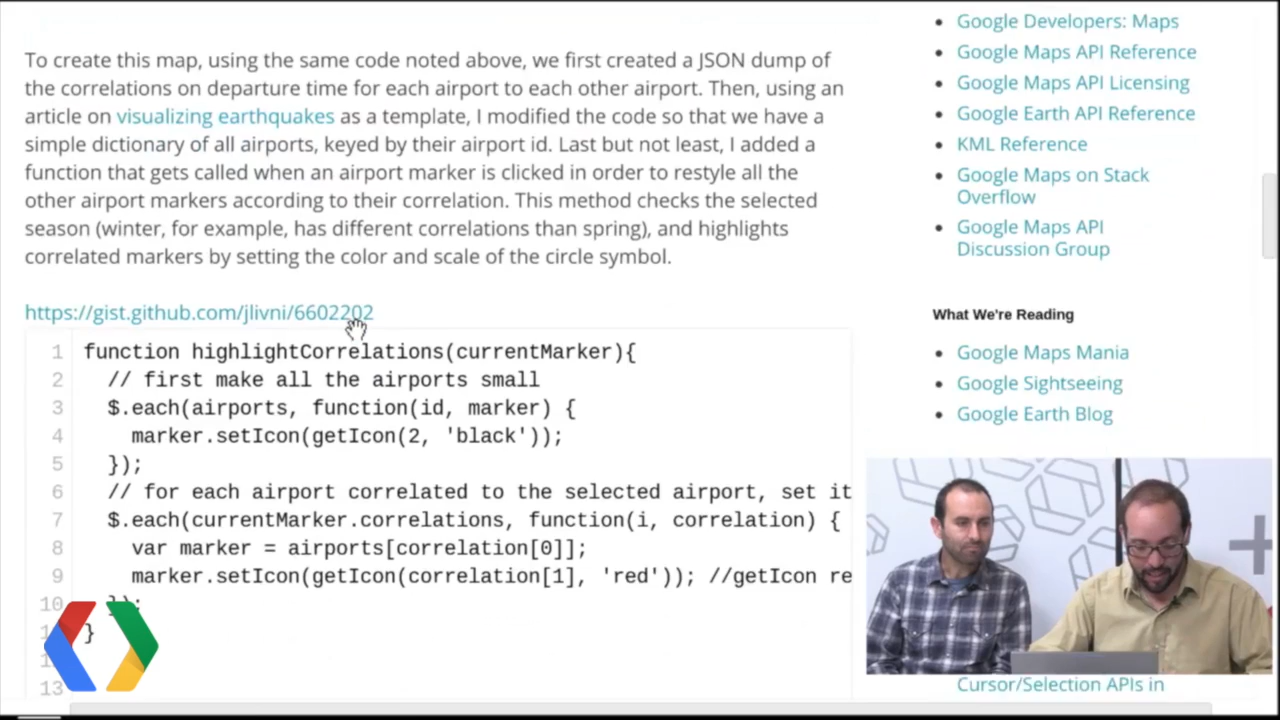 To create this map, using the same code noted above, we first created a JSON dump of
the correlations on departure time for each airport to each other airport. Then, using an
article on visualizing earthquakes as a template, I modified the code so that we have a
simple dictionary of all airports, keyed by their airport id. Last but not least, I added a
function that gets called when an airport marker is clicked in order to restyle all the
other airport markers according to their correlation. This method checks the selected
season (winter, for example, has different correlations than spring), and highlights
correlated markers by setting the color and scale of the circle symbol.
https://gist.github.com/jlivni/6602202
1 function highlightCorrelations(currentMarker){
2 // first make all the airports small
3 $.each(airports, function(id, marker) {
4 marker.setIcon(getIcon(2, 'black'));
5 });
6 // for each airport correlated to the selected airport, set it
7 $.each(currentMarker.correlations, function(i, correlation) {
8 var marker = airports[correlation[0]];
9 marker.setIcon(getIcon(correlation[1], 'red')); //getIcon re
10 });
}
13
Google Developers: Maps
Google Maps API Reference
Google Maps API Licensing
Google Earth API Reference
KML Reference
Google Maps on Stack
Overflow
Google Maps API
Discussion Group
What We're Reading
Google Maps Mania
Google Sightseeing
Google Earth Blog
Cursor/Selection APIs in